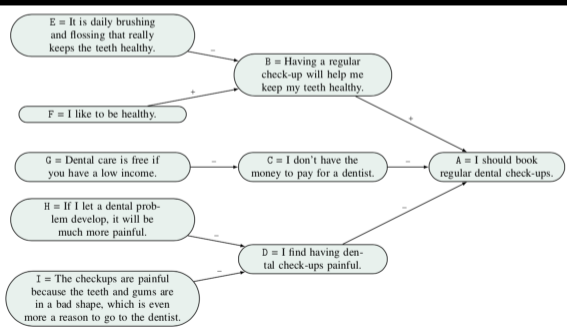 E = It is daily brushing
and flossing that really
keeps the teeth healthy.
−
B = Having a regular
check-up will help me
keep my teeth healthy.
+
F = I like to be healthy.
+
G = Dental care is free if
you have a low income.
−
C = I don't have the
money to pay for a dentist.
−
A = I should book
regular dental check-ups.
H = If I let a dental prob-
lem develop, it will be
much more painful.
−
−
D = I find having den-
tal check-ups painful.
−
I = The checkups are painful
because the teeth and gums are
in a bad shape, which is even
more a reason to go to the dentist.